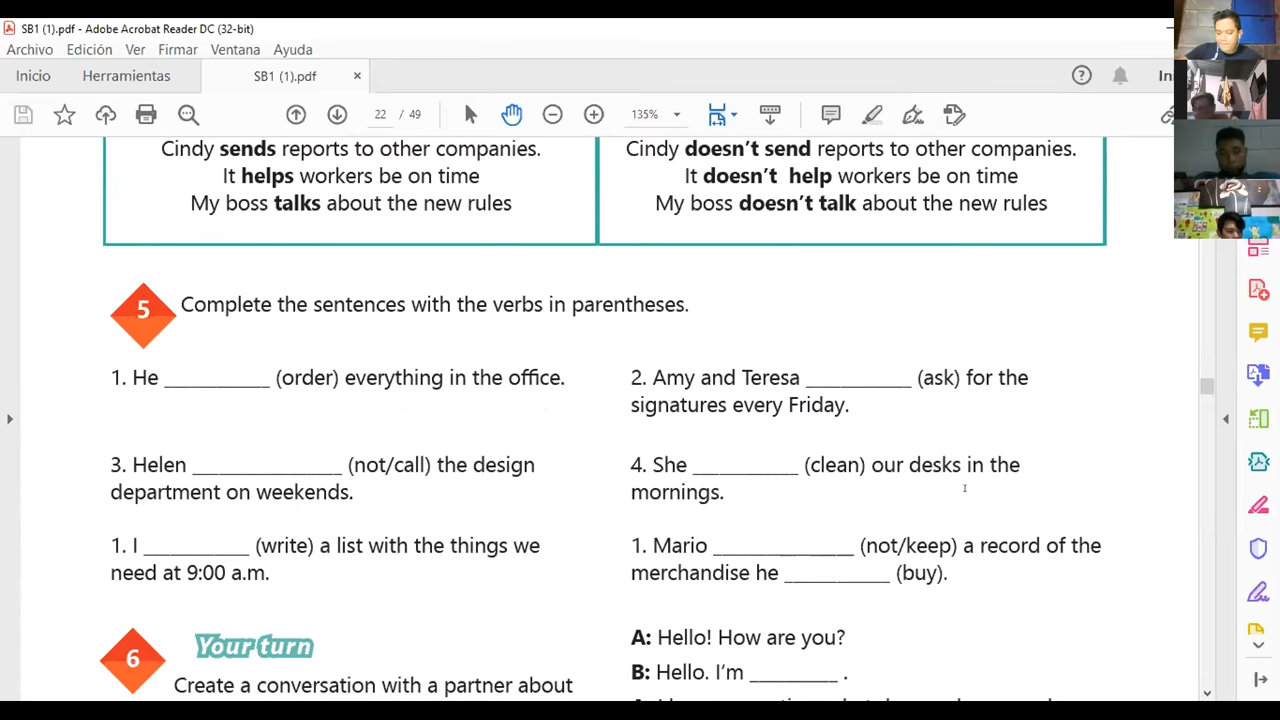 SB1 (1).pdf - Adobe Acrobat Reader DC (32-bit)
Archivo Edición Ver Firmar Ventana Ayuda
Inicio Herramientas SB1 (1).pdf × In
22 / 49 135%
Cindy sends reports to other companies.
It helps workers be on time
My boss talks about the new rules
Cindy doesn't send reports to other companies.
It doesn't help workers be on time
My boss doesn't talk about the new rules
5 Complete the sentences with the verbs in parentheses.
1. He __________ (order) everything in the office.
2. Amy and Teresa __________ (ask) for the
signatures every Friday.
3. Helen ______________ (not/call) the design
department on weekends.
4. She __________ (clean) our desks in the
mornings.
1. I __________ (write) a list with the things we
need at 9:00 a.m.
1. Mario _____________ (not/keep) a record of the
merchandise he __________ (buy).
6 Your turn
Create a conversation with a partner about
A: Hello! How are you?
B: Hello. I'm ________ .